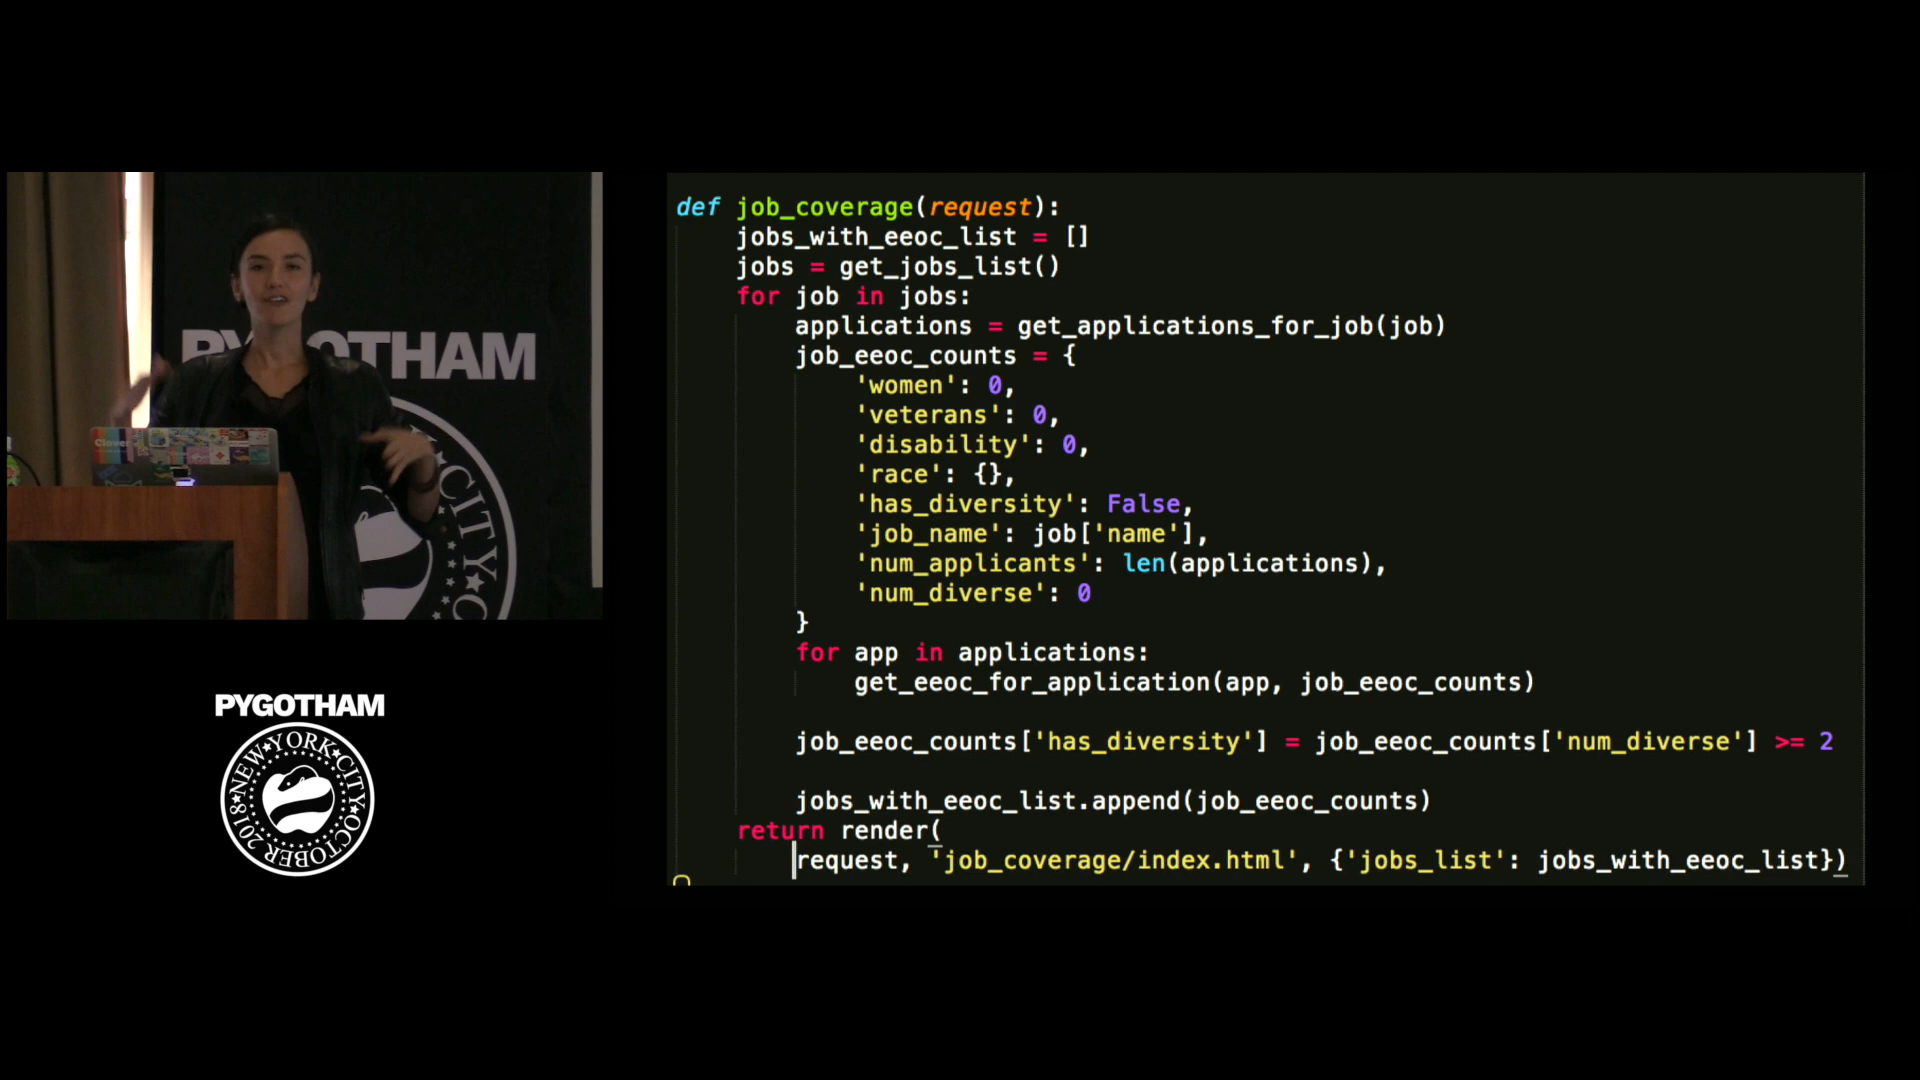 PYGOTHAM
Clover
CITY
PYGOTHAM
NEW YORK CITY OCTOBER 2018
def job_coverage(request):
    jobs_with_eeoc_list = []
    jobs = get_jobs_list()
    for job in jobs:
        applications = get_applications_for_job(job)
        job_eeoc_counts = {
            'women': 0,
            'veterans': 0,
            'disability': 0,
            'race': {},
            'has_diversity': False,
            'job_name': job['name'],
            'num_applicants': len(applications),
            'num_diverse': 0
        }
        for app in applications:
            get_eeoc_for_application(app, job_eeoc_counts)
        job_eeoc_counts['has_diversity'] = job_eeoc_counts['num_diverse'] >= 2
        jobs_with_eeoc_list.append(job_eeoc_counts)
    return render(
        request, 'job_coverage/index.html', {'jobs_list': jobs_with_eeoc_list})